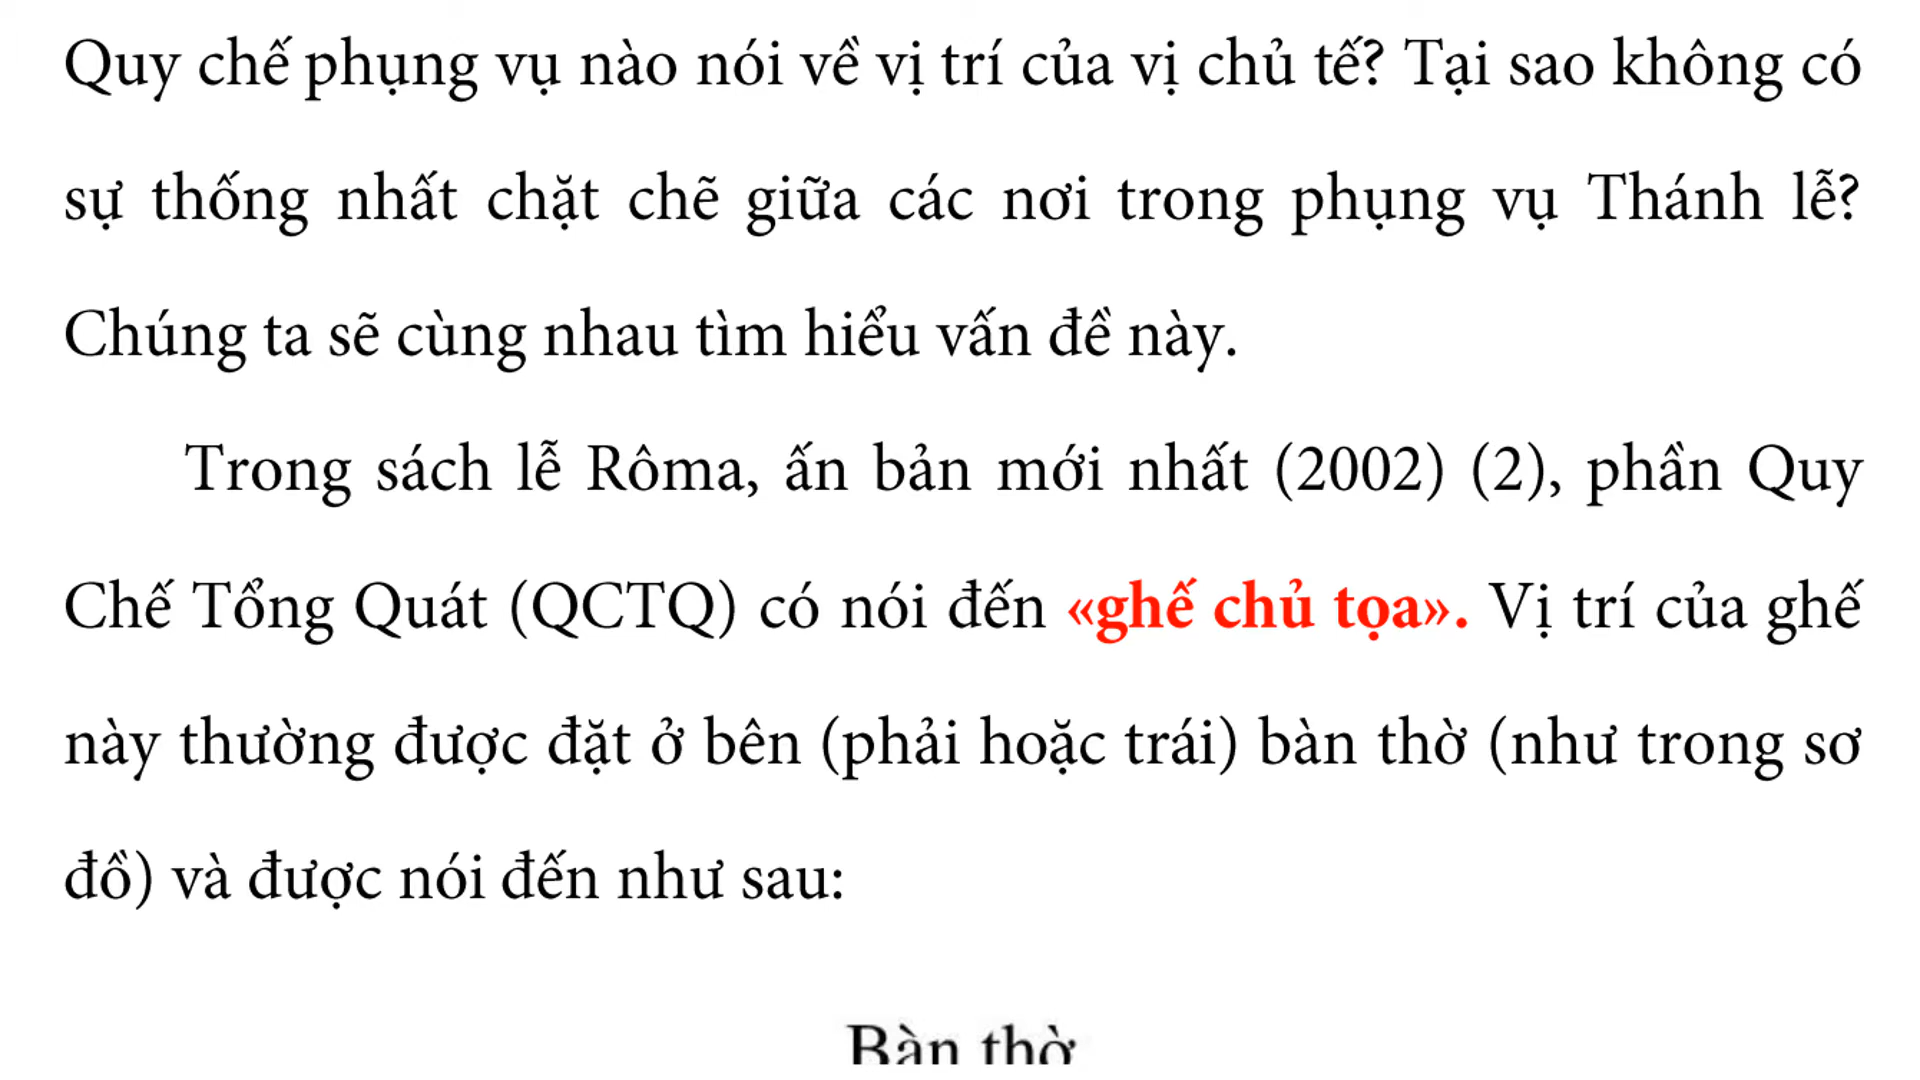 Quy chế phụng vụ nào nói về vị trí của vị chủ tế? Tại sao không có
sự thống nhất chặt chẽ giữa các nơi trong phụng vụ Thánh lễ?
Chúng ta sẽ cùng nhau tìm hiểu vấn đề này.
Trong sách lễ Rôma, ấn bản mới nhất (2002) (2), phần Quy
Chế Tổng Quát (QCTQ) có nói đến «ghế chủ tọa». Vị trí của ghế
này thường được đặt ở bên (phải hoặc trái) bàn thờ (như trong sơ
đồ) và được nói đến như sau:
Bàn thờ